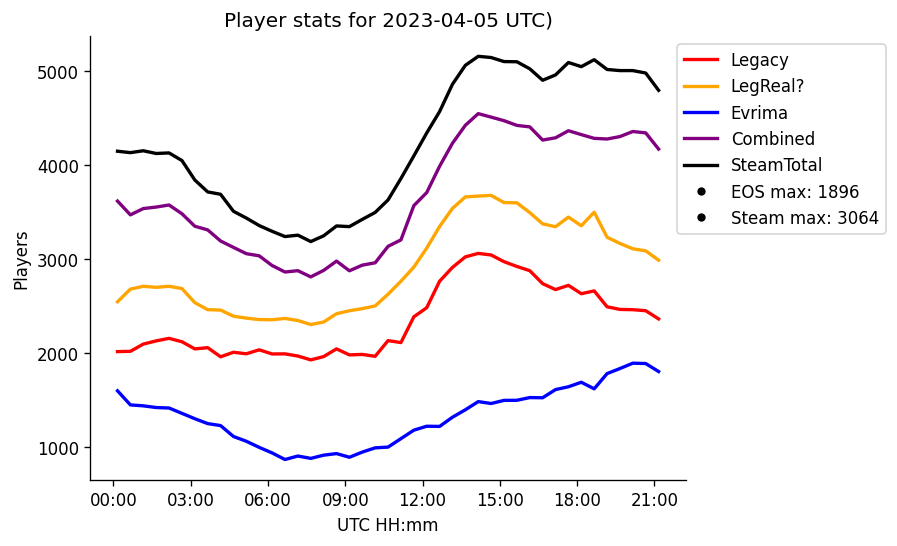 Player stats for 2023-04-05 UTC)
Legacy
LegReal?
Evrima
Combined
SteamTotal
EOS max: 1896
Steam max: 3064
Players
5000
4000
3000
2000
1000
00:00 03:00 06:00 09:00 12:00 15:00 18:00 21:00
UTC HH:mm